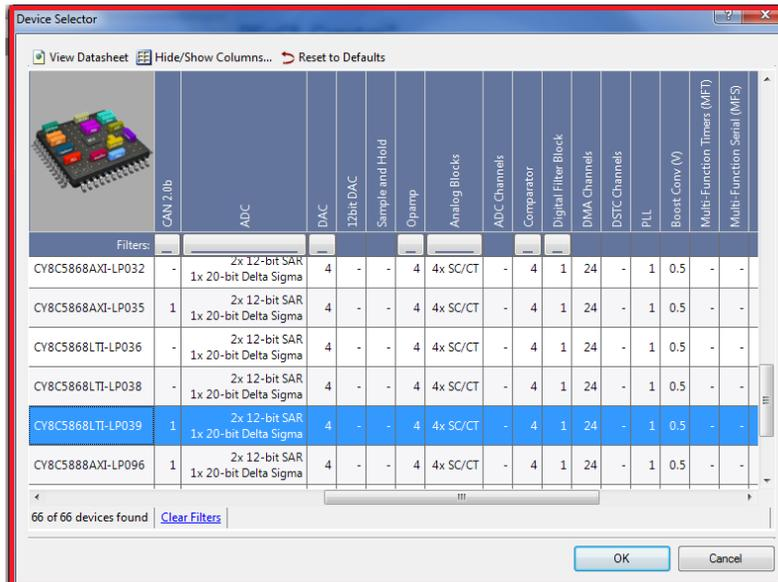 Device Selector
View Datasheet Hide/Show Columns... Reset to Defaults
CAN 2.0b ADC DAC 12bit DAC Sample and Hold Opamp Analog Blocks ADC Channels Comparator Digital Filter Block DMA Channels DSTC Channels PLL Boost Conv (V) Multi-Function Timers (MFT) Multi-Function Serial (MFS)
Filters:
CY8C5868AXI-LP032 - 2x 12-bit SAR 4 - - 4 4x SC/CT - 4 1 24 - 1 0.5 - -
1x 20-bit Delta Sigma
CY8C5868AXI-LP035 1 2x 12-bit SAR 4 - - 4 4x SC/CT - 4 1 24 - 1 0.5 - -
1x 20-bit Delta Sigma
CY8C5868LTI-LP036 - 2x 12-bit SAR 4 - - 4 4x SC/CT - 4 1 24 - 1 0.5 - -
1x 20-bit Delta Sigma
CY8C5868LTI-LP038 - 2x 12-bit SAR 4 - - 4 4x SC/CT - 4 1 24 - 1 0.5 - -
1x 20-bit Delta Sigma
CY8C5868LTI-LP039 1 2x 12-bit SAR 4 - - 4 4x SC/CT - 4 1 24 - 1 0.5 - -
1x 20-bit Delta Sigma
CY8C5888AXI-LP096 1 2x 12-bit SAR 4 - - 4 4x SC/CT - 4 1 24 - 1 0.5 - -
1x 20-bit Delta Sigma
66 of 66 devices found Clear Filters
OK Cancel